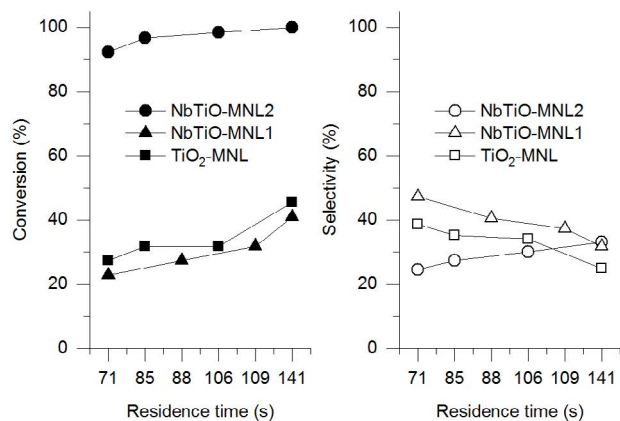 100
80
60
40
20
0
Conversion (%)
NbTiO-MNL2
NbTiO-MNL1
TiO₂-MNL
71 85 88 106 109 141
Residence time (s)
100
80
60
40
20
0
Selectivity (%)
NbTiO-MNL2
NbTiO-MNL1
TiO₂-MNL
71 85 88 106 109 141
Residence time (s)